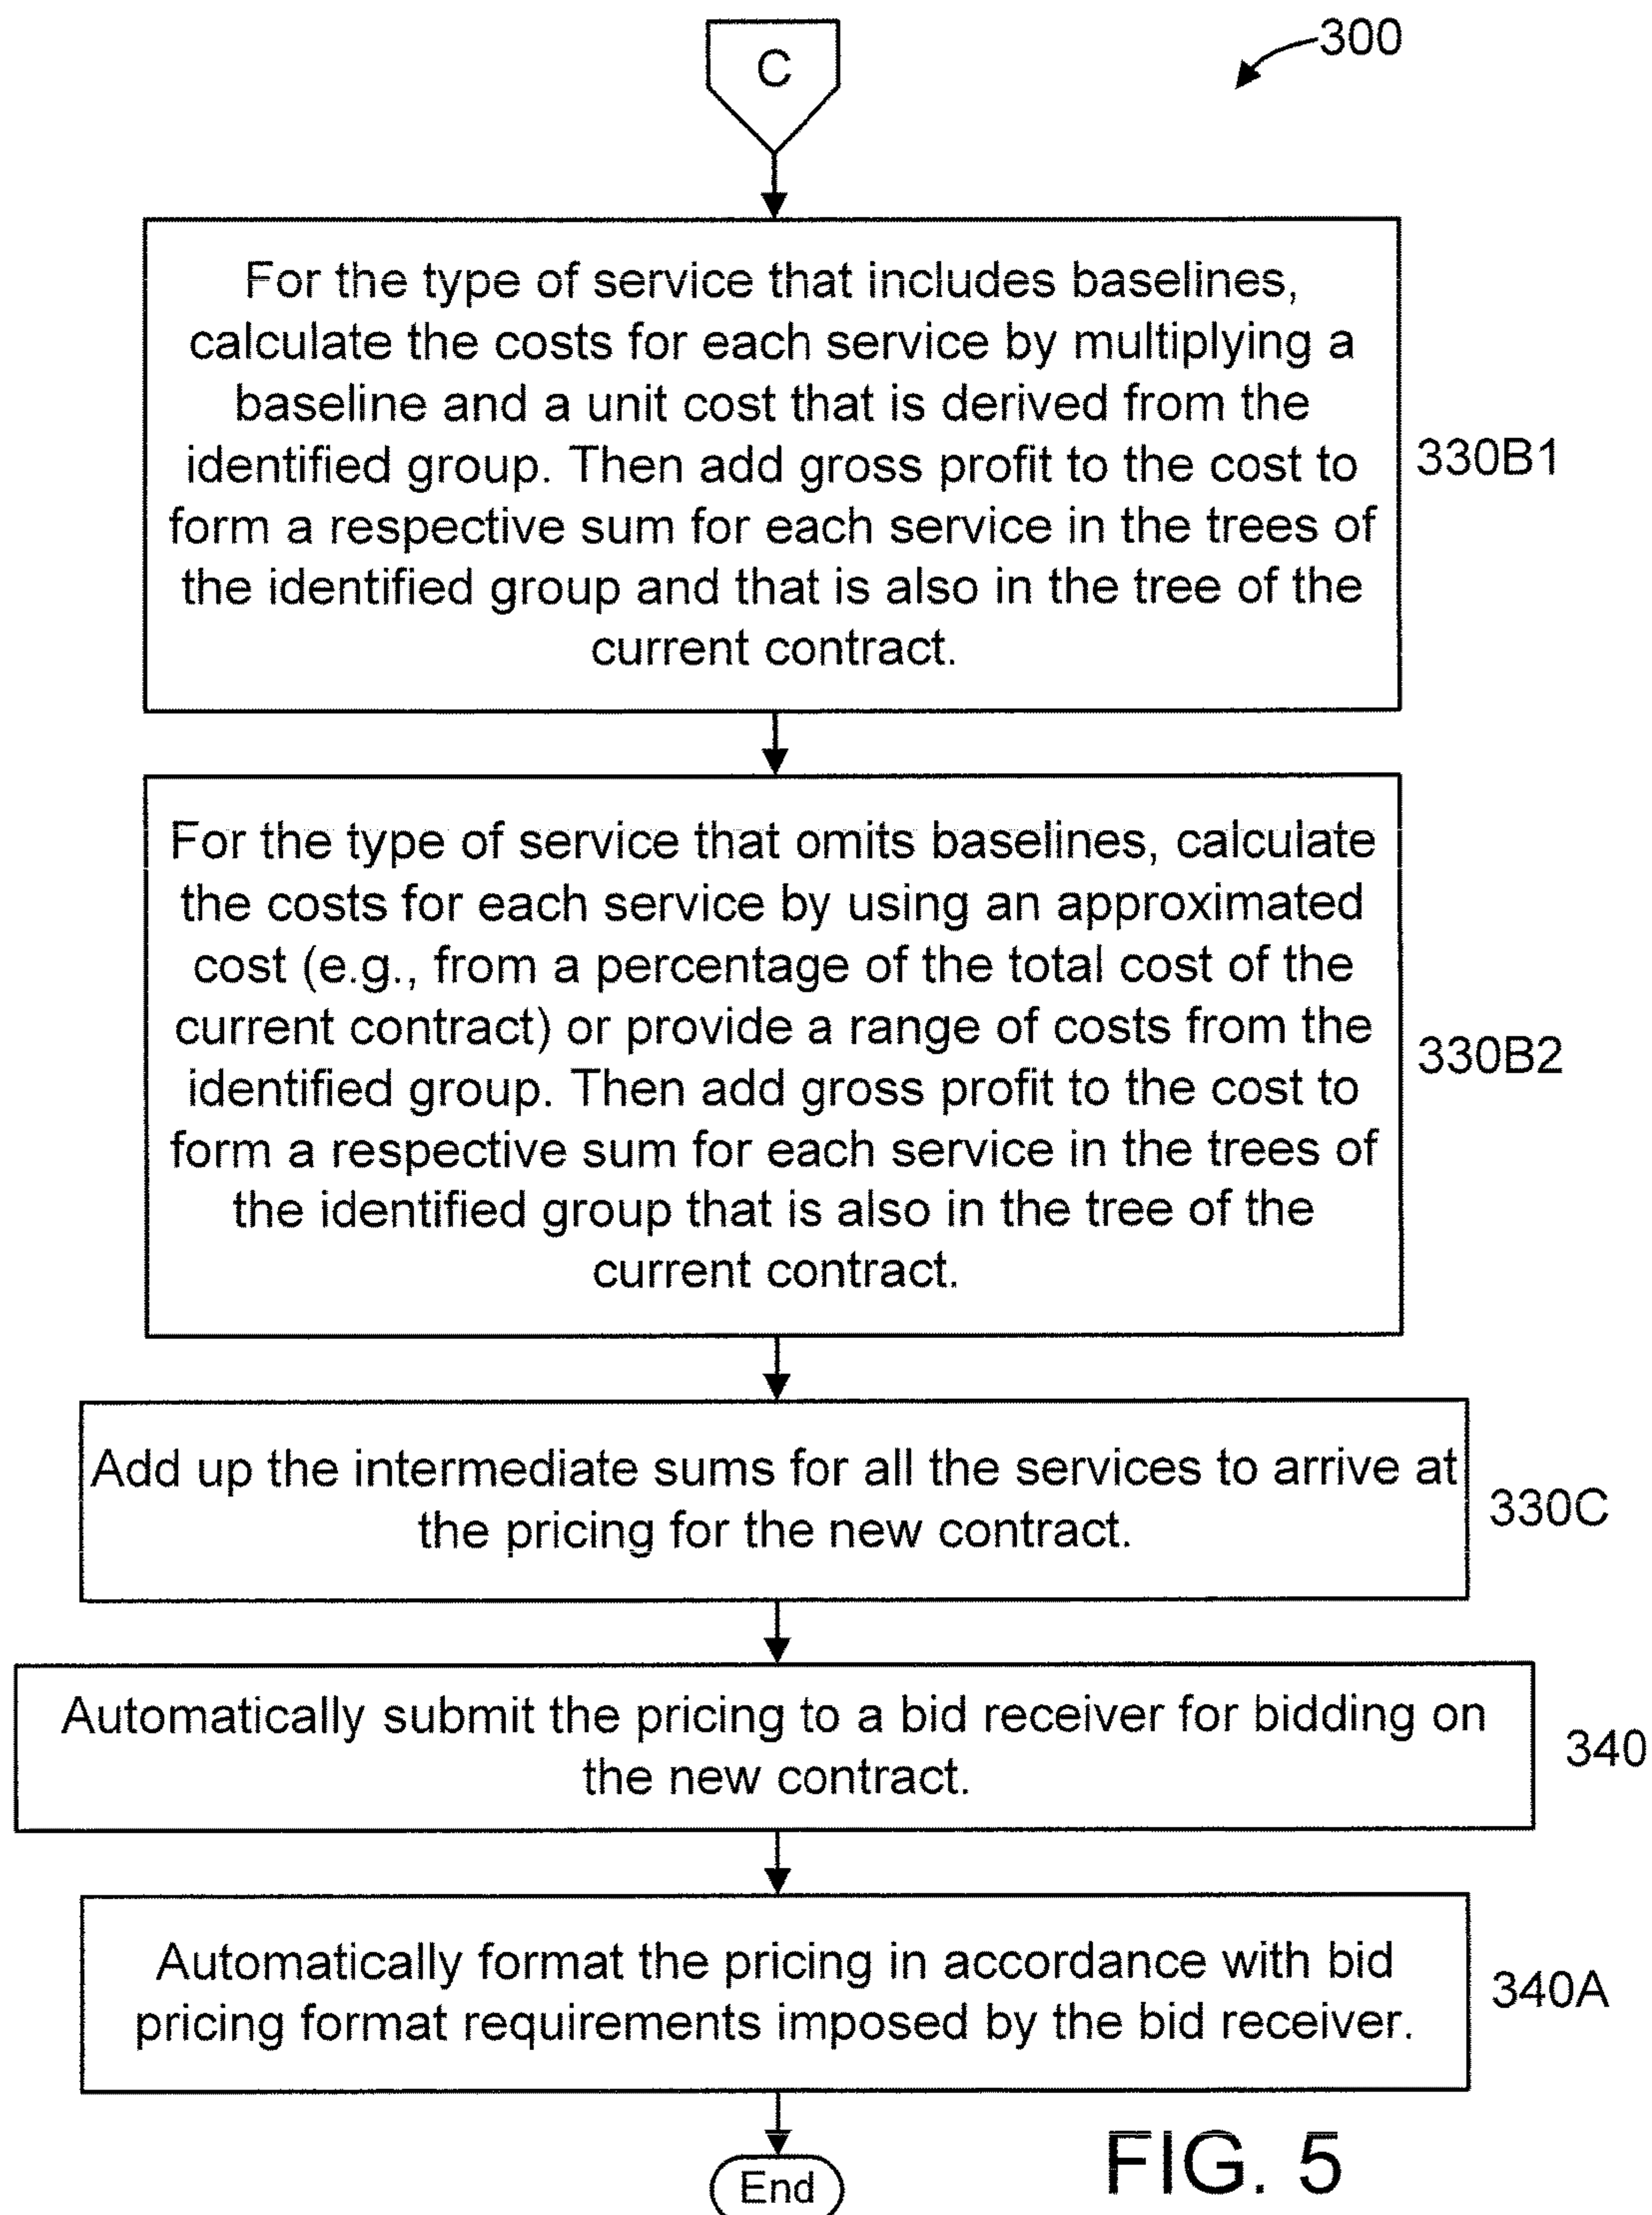 C
300
For the type of service that includes baselines,
calculate the costs for each service by multiplying a
baseline and a unit cost that is derived from the
identified group. Then add gross profit to the cost to
form a respective sum for each service in the trees of
the identified group and that is also in the tree of the
current contract.
330B1
For the type of service that omits baselines, calculate
the costs for each service by using an approximated
cost (e.g., from a percentage of the total cost of the
current contract) or provide a range of costs from the
identified group. Then add gross profit to the cost to
form a respective sum for each service in the trees of
the identified group that is also in the tree of the
current contract.
330B2
Add up the intermediate sums for all the services to arrive at
the pricing for the new contract.
330C
Automatically submit the pricing to a bid receiver for bidding on
the new contract.
340
Automatically format the pricing in accordance with bid
pricing format requirements imposed by the bid receiver.
340A
End
FIG. 5